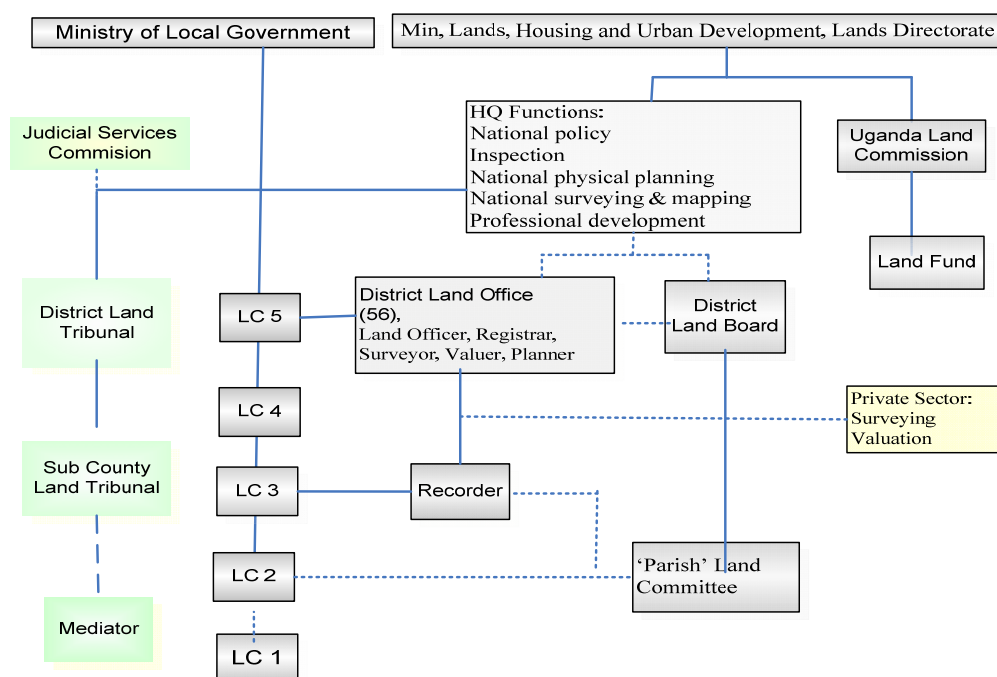 Ministry of Local Government
Min, Lands, Housing and Urban Development, Lands Directorate
Judicial Services
Commision
HQ Functions:
National policy
Inspection
National physical planning
National surveying & mapping
Professional development
Uganda Land
Commission
Land Fund
District Land
Tribunal
LC 5
District Land Office
(56),
Land Officer, Registrar,
Surveyor, Valuer, Planner
District
Land Board
LC 4
Private Sector:
Surveying
Valuation
Sub County
Land Tribunal
LC 3
Recorder
LC 2
‘Parish’ Land
Committee
Mediator
LC 1